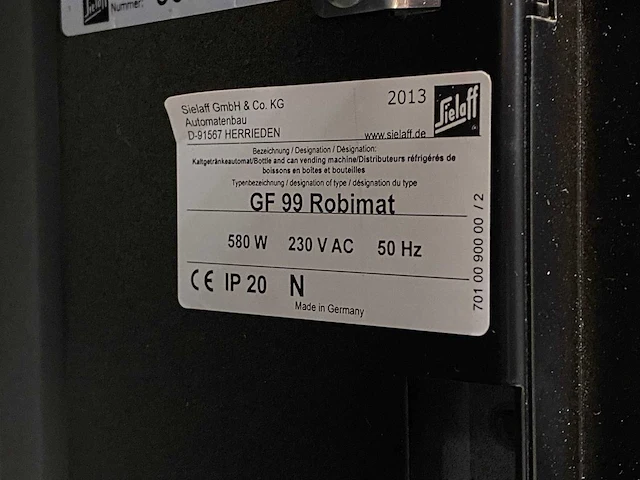 Sielaff
Nummer:
Sielaff GmbH & Co. KG
Automatenbau
D-91567 HERRIEDEN
2013
www.sielaff.de
Sielaff
Bezeichnung / Designation / Désignation:
Kaltgetränkeautomat/Bottle and can vending machine/Distributeurs réfrigérés de
boissons en boîtes et bouteilles
Typenbezeichnung / designation of type / désignation du type
GF 99 Robimat
580 W 230 V AC 50 Hz
CE IP 20 N
Made in Germany
701 00 900 00 / 2